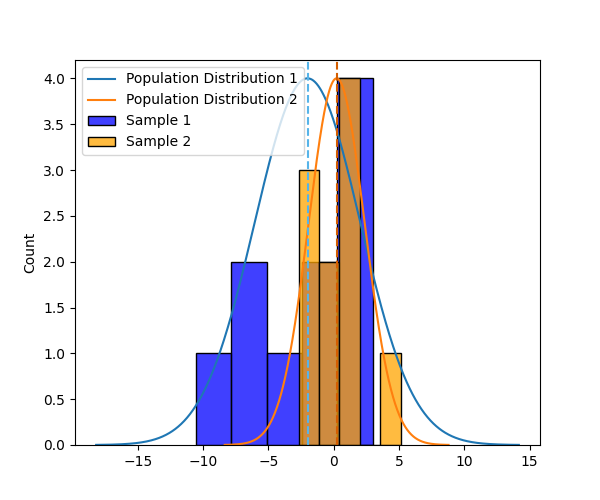 Population Distribution 1
Population Distribution 2
Sample 1
Sample 2
Count
4.0
3.5
3.0
2.5
2.0
1.5
1.0
0.5
0.0
−15 −10 −5 0 5 10 15